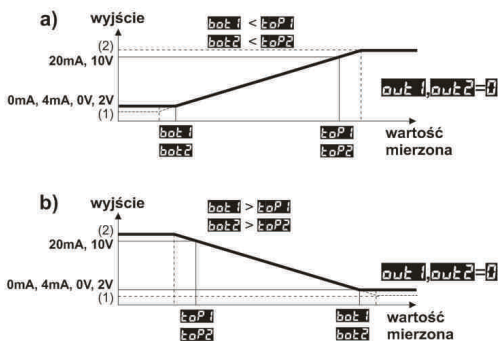 a)
wyjście
bot1 < toP1
bot2 < toP2
(2)
20mA, 10V
0mA, 4mA, 0V, 2V
(1)
out1,out2=0
bot1
bot2
toP1
toP2
wartość
mierzona
b)
wyjście
bot1 > toP1
bot2 > toP2
(2)
20mA, 10V
0mA, 4mA, 0V, 2V
(1)
out1,out2=0
toP1
toP2
bot1
bot2
wartość
mierzona